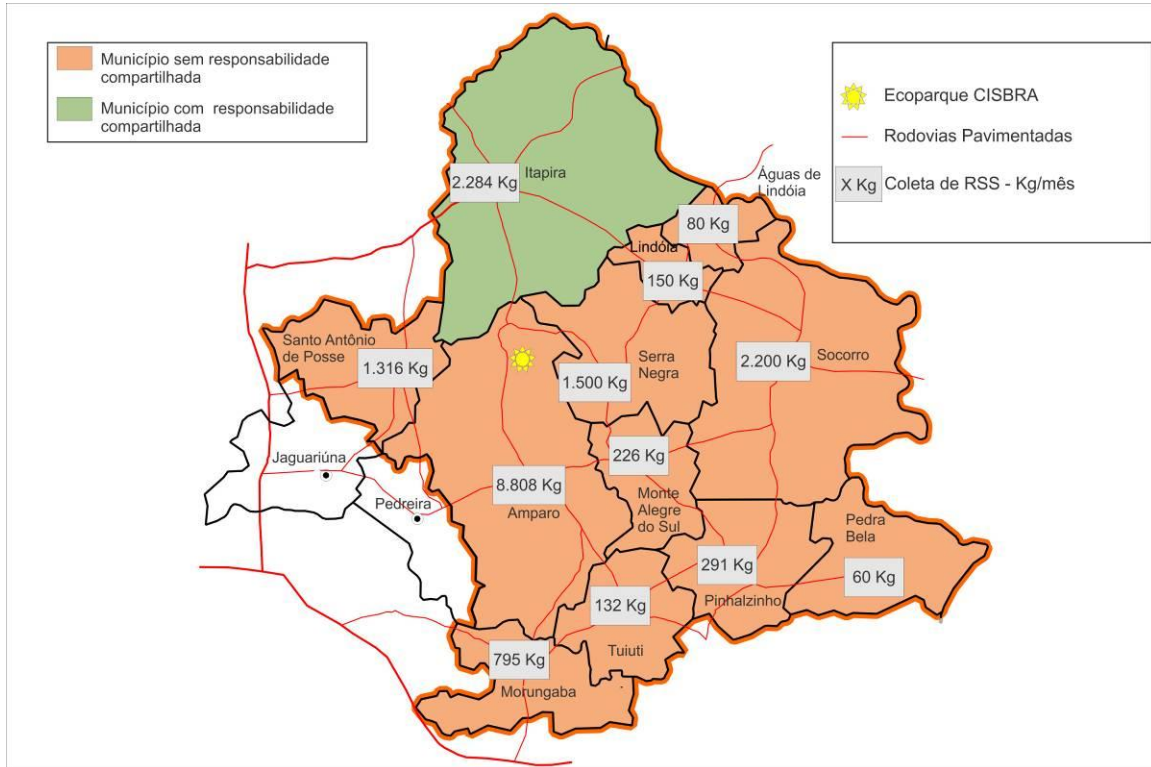 Município sem responsabilidade
compartilhada
Município com responsabilidade
compartilhada
Ecoparque CISBRA
Rodovias Pavimentadas
X Kg
Coleta de RSS - Kg/mês
2.284 Kg
Itapira
Águas de
Lindóia
80 Kg
Lindóia
150 Kg
Santo Antônio
de Posse
1.316 Kg
Serra
Negra
1.500 Kg
2.200 Kg
Socorro
Jaguariúna
226 Kg
8.808 Kg
Amparo
Monte
Alegre
do Sul
Pedreira
Pedra
Bela
291 Kg
60 Kg
Pinhalzinho
132 Kg
Tuiuti
795 Kg
Morungaba